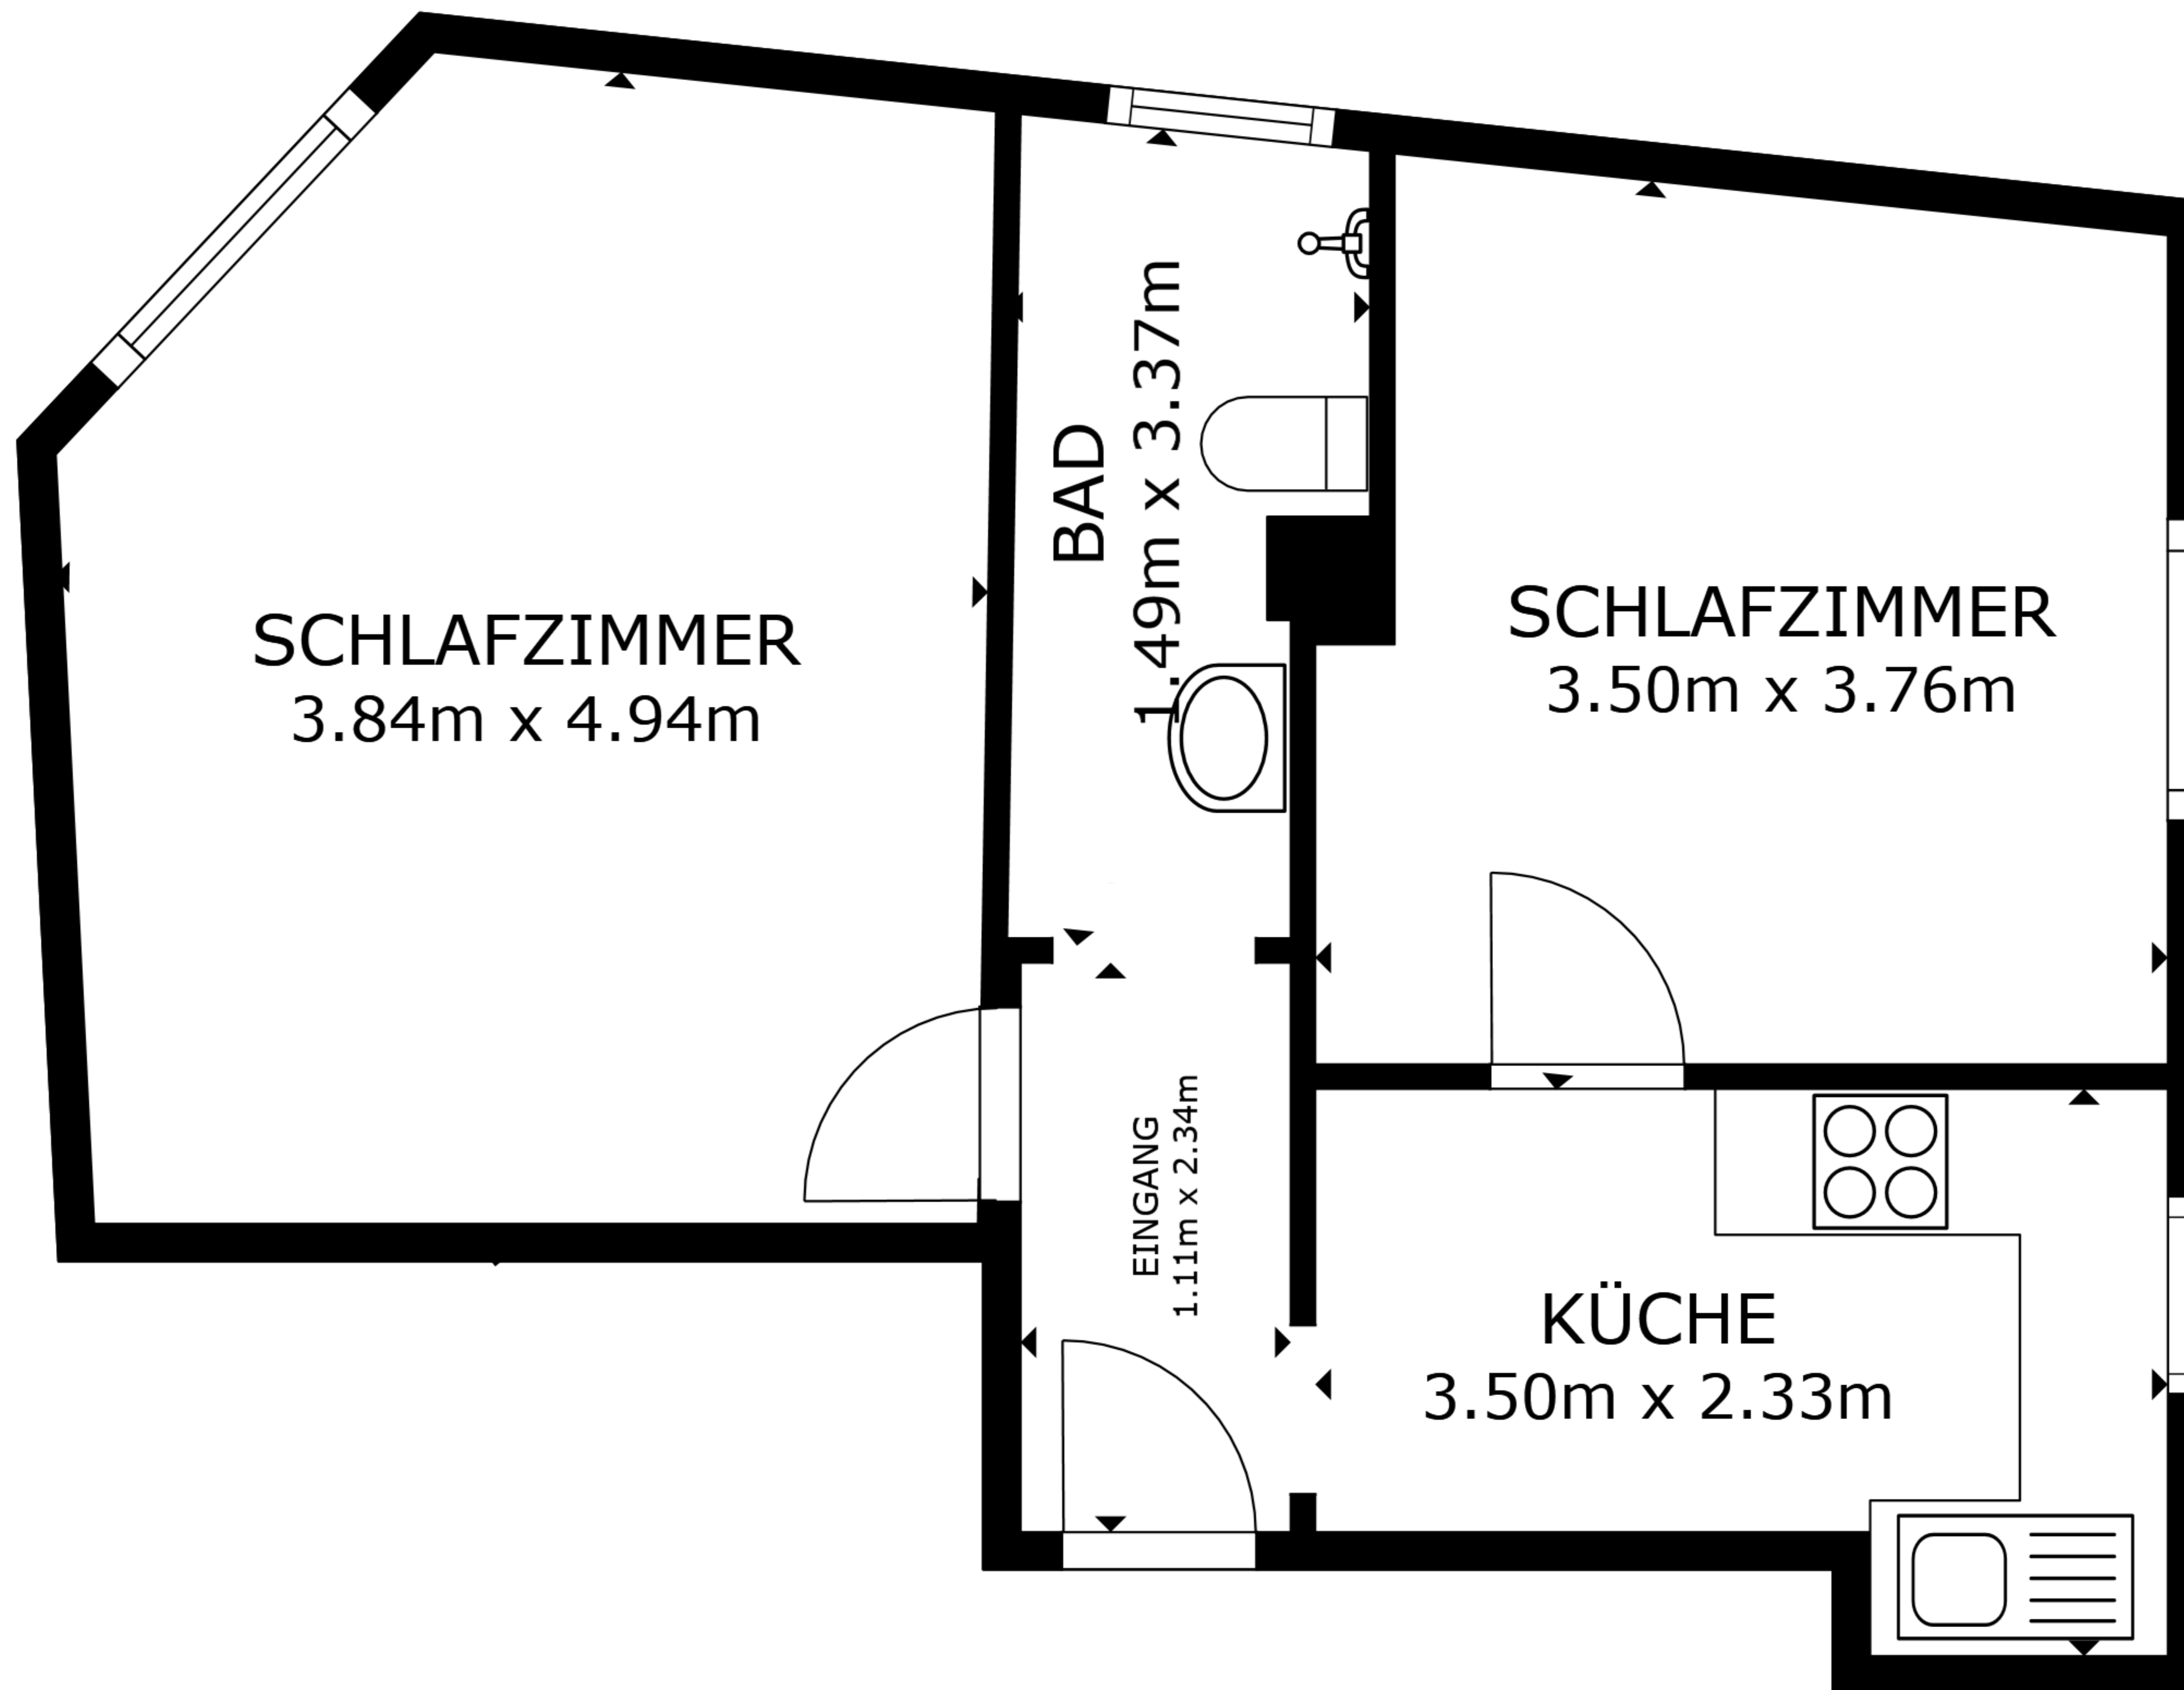 SCHLAFZIMMER
3.84m x 4.94m
BAD
1.49m x 3.37m
SCHLAFZIMMER
3.50m x 3.76m
EINGANG
1.11m x 2.34m
KÜCHE
3.50m x 2.33m